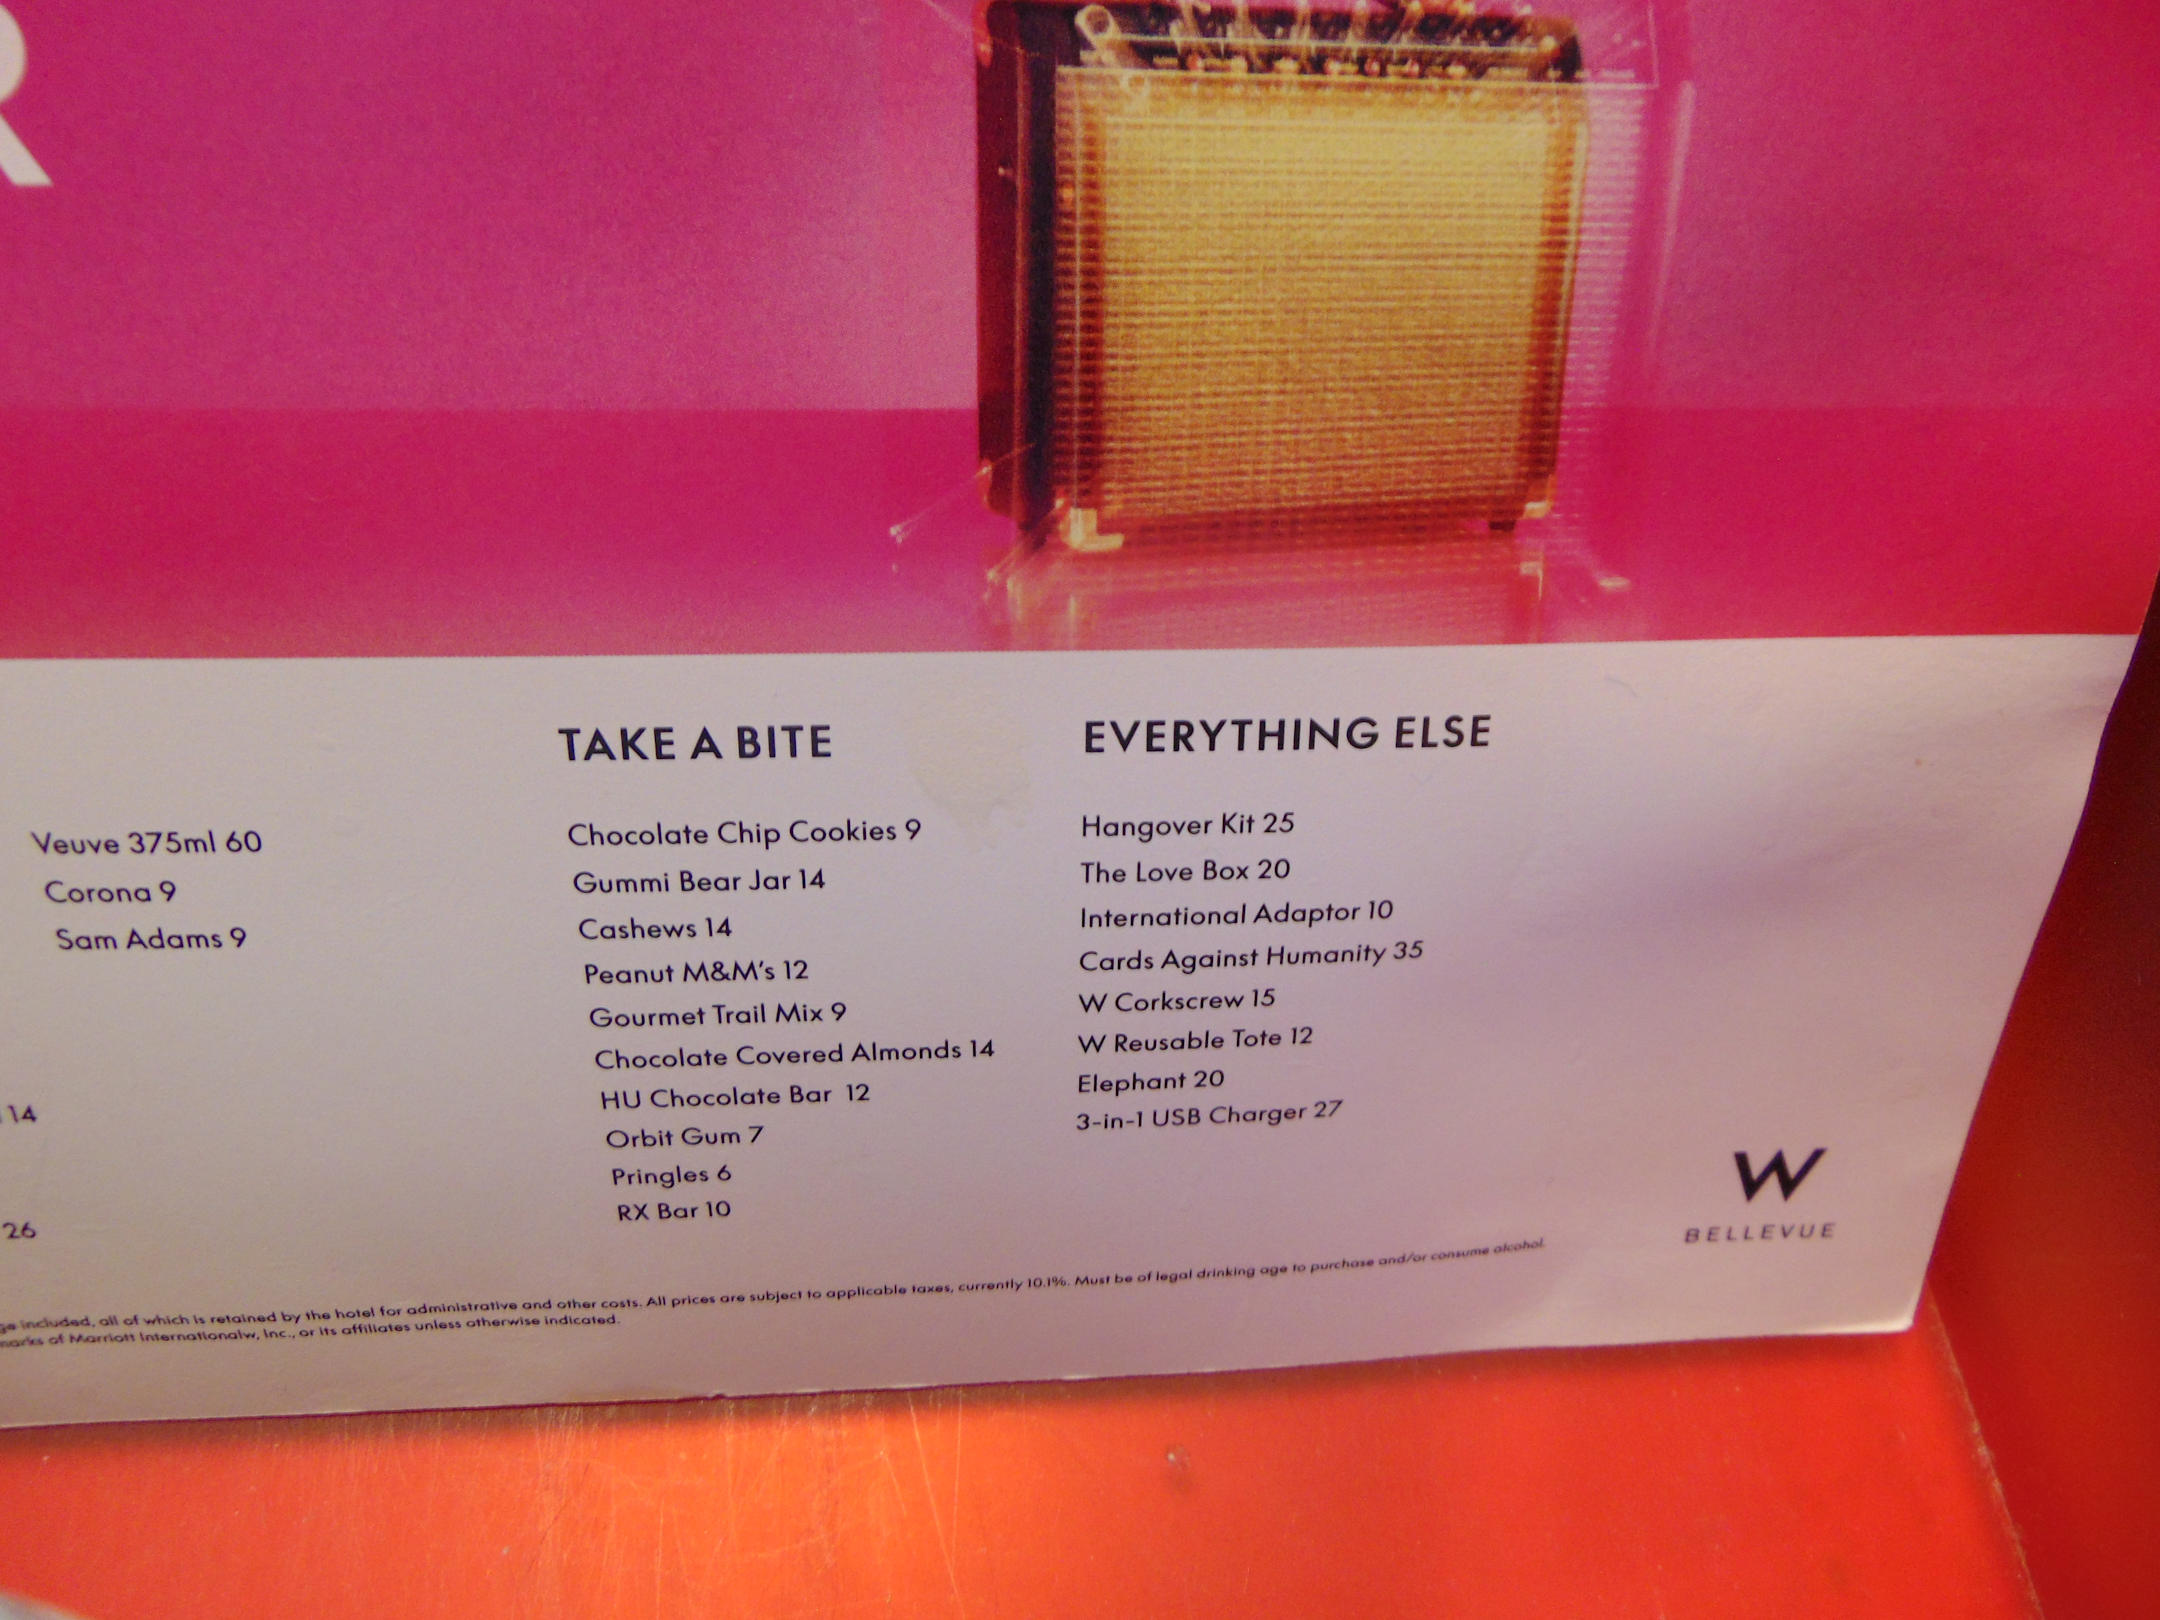 R
Veuve 375ml 60
Corona 9
Sam Adams 9
14
26
TAKE A BITE
Chocolate Chip Cookies 9
Gummi Bear Jar 14
Cashews 14
Peanut M&M's 12
Gourmet Trail Mix 9
Chocolate Covered Almonds 14
HU Chocolate Bar 12
Orbit Gum 7
Pringles 6
RX Bar 10
EVERYTHING ELSE
Hangover Kit 25
The Love Box 20
International Adaptor 10
Cards Against Humanity 35
W Corkscrew 15
W Reusable Tote 12
Elephant 20
3-in-1 USB Charger 27
W
BELLEVUE
included, all of which is retained by the hotel for administrative and other costs. All prices are subject to applicable taxes, currently 10.1%. Must be of legal drinking age to purchase and/or consume alcohol.
of Marriott Internationalw, Inc., or its affiliates unless otherwise indicated.